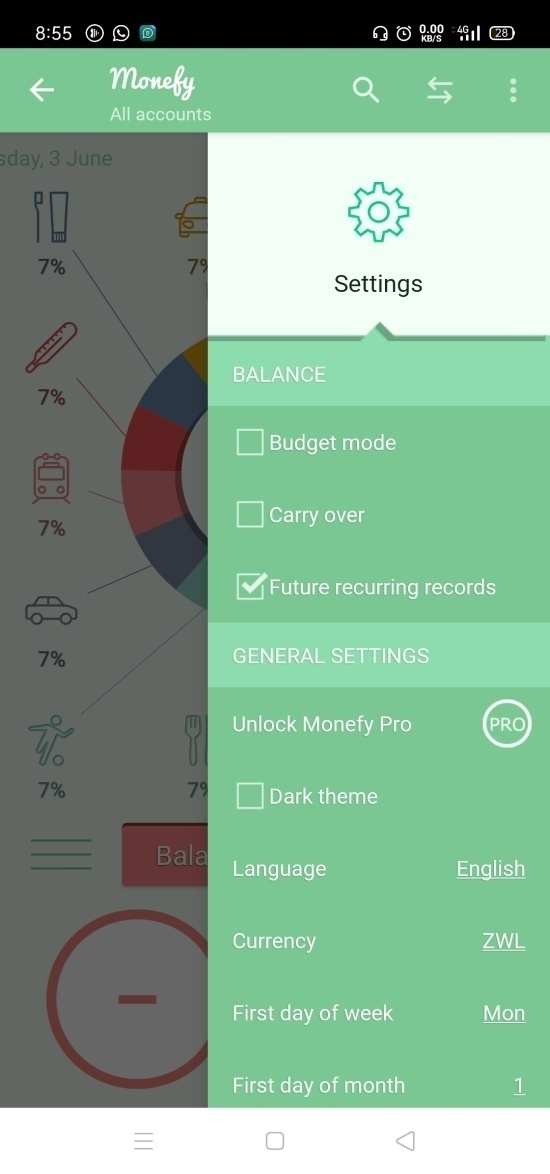 8:55
0.00
KB/S
4G
28
Monefy
All accounts
sday, 3 June
7%
7%
7%
7%
7%
7%
7%
Bala
Settings
BALANCE
Budget mode
Carry over
Future recurring records
GENERAL SETTINGS
Unlock Monefy Pro PRO
Dark theme
Language English
Currency ZWL
First day of week Mon
First day of month 1